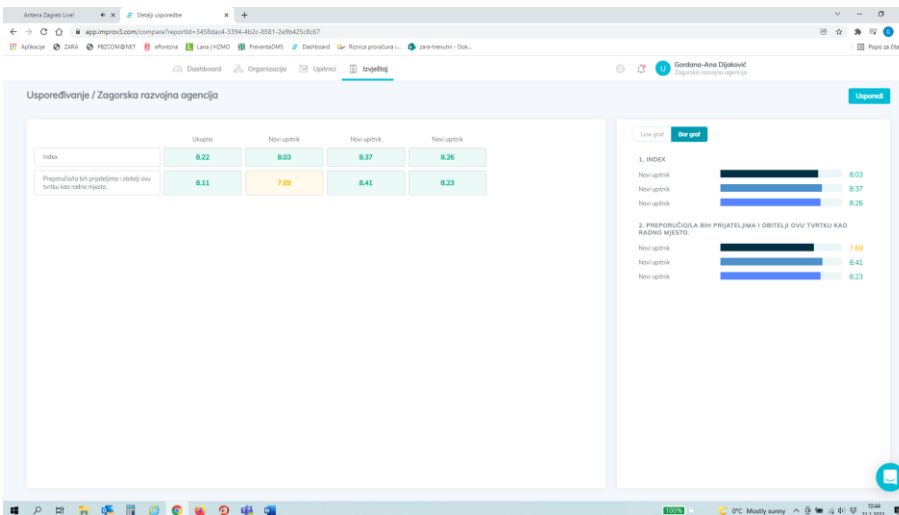 Antena Zagreb Live!
Detalji usporedbe
app.improv3.com/compare?reportId=3458dac4-3394-4b2c-8581-2e9b425c8c67
Aplikacije ZARA PBZCOM@NET ePorezna Lana | HZMO PreventaDMS Dashboard Riznica proračuna i... zara-trenutni - Dok...
Popis za čita
Dashboard Organizacija Upitnici Izvještaj
U Gordana-Ana Dijaković
Zagorska razvojna agencija
Uspoređivanje / Zagorska razvojna agencija
Usporedi
Ukupno Novi upitnik Novi upitnik Novi upitnik
Index 8.22 8.03 8.37 8.26
Preporučio/la bih prijateljima i obitelji ovu
tvrtku kao radno mjesto.
8.11 7.69 8.41 8.23
Line graf Bar graf
1. INDEX
Novi upitnik 8.03
Novi upitnik 8.37
Novi upitnik 8.26
2. PREPORUČIO/LA BIH PRIJATELJIMA I OBITELJI OVU TVRTKU KAO
RADNO MJESTO.
Novi upitnik 7.69
Novi upitnik 8.41
Novi upitnik 8.23
100%
0°C Mostly sunny
10:44